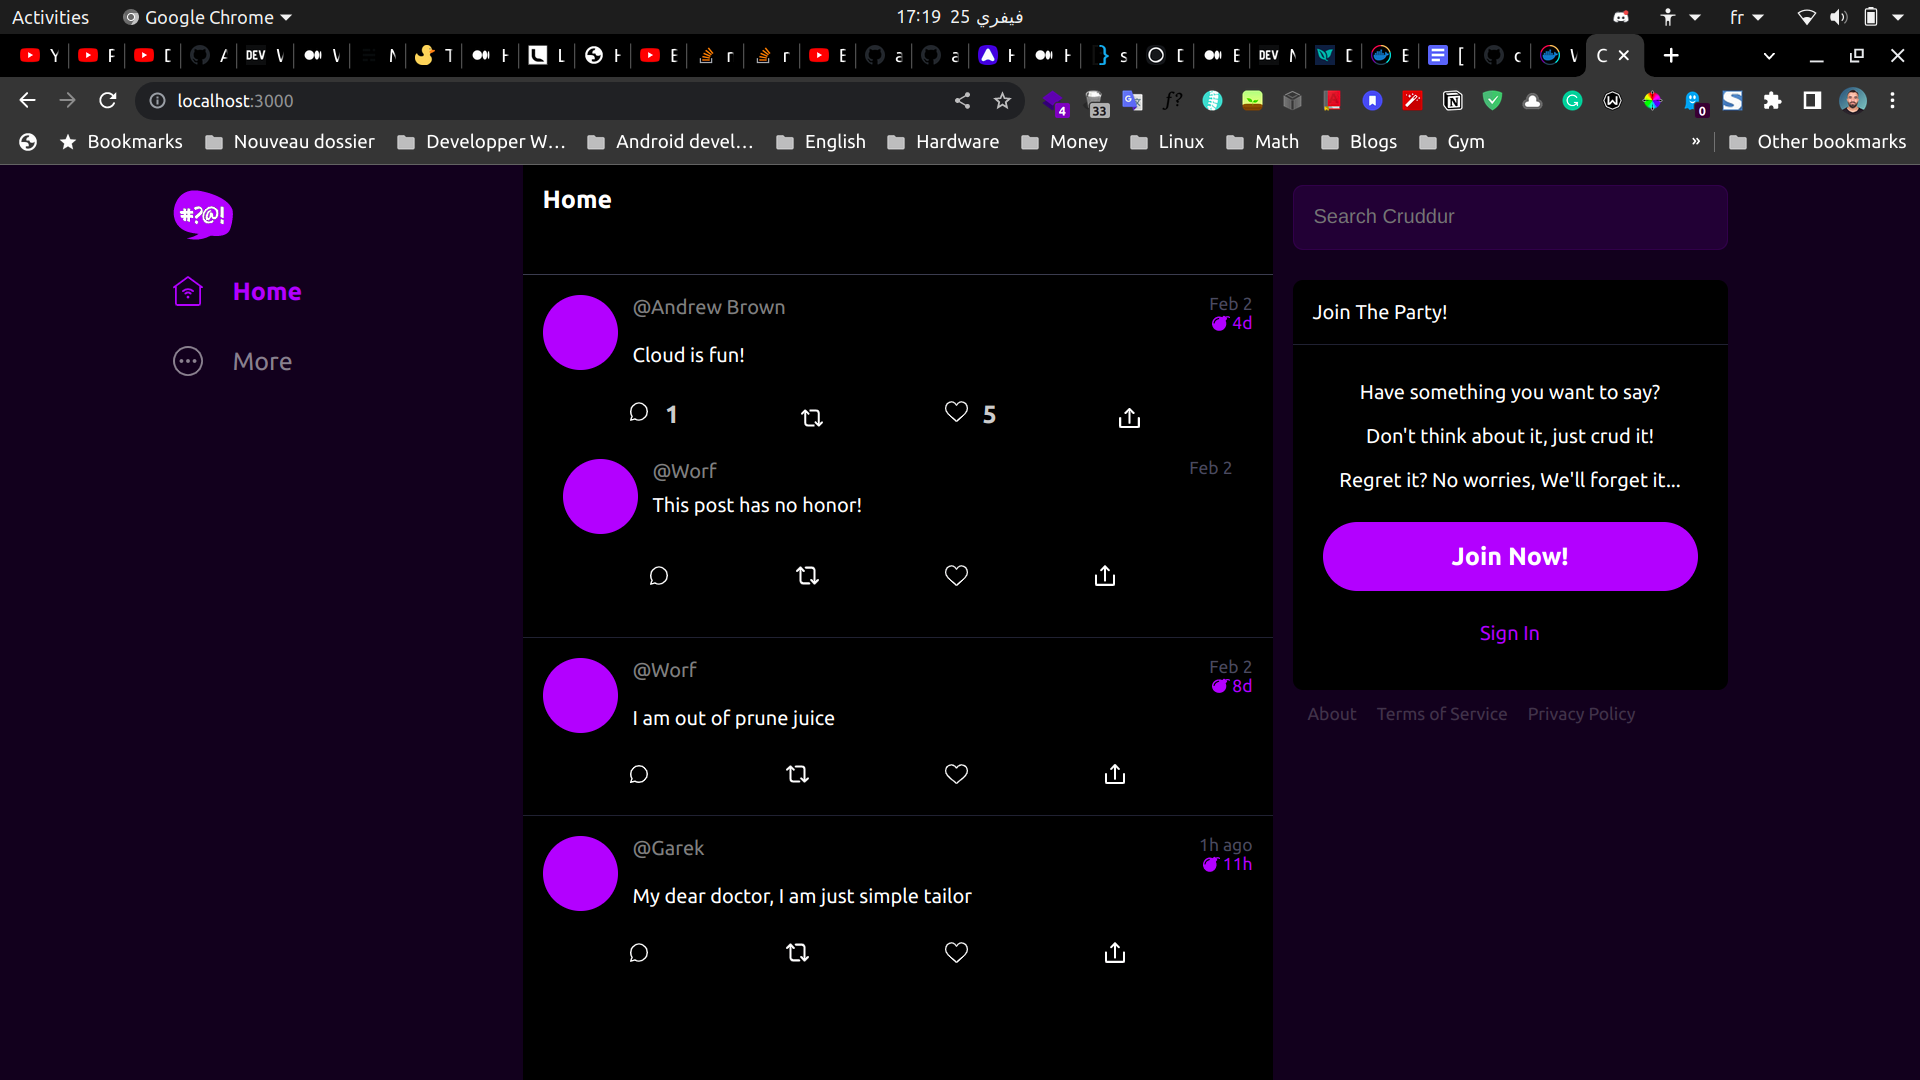 Activities
Google Chrome
17:19 25 فيفري
fr
Y
F
DEV
T
H
L
H
E
r
r
E
a
a
H
H
s
E
DEV
E
[
c
C
localhost:3000
4
33
f?
0
Bookmarks
Nouveau dossier
Developper W...
Android devel...
English
Hardware
Money
Linux
Math
Blogs
Gym
»
Other bookmarks
#?@!
Home
More
Home
@Andrew Brown
Feb 2
4d
Cloud is fun!
1
5
@Worf
Feb 2
This post has no honor!
@Worf
Feb 2
8d
I am out of prune juice
@Garek
1h ago
11h
My dear doctor, I am just simple tailor
Search Cruddur
Join The Party!
Have something you want to say?
Don't think about it, just crud it!
Regret it? No worries, We'll forget it...
Join Now!
Sign In
About
Terms of Service
Privacy Policy